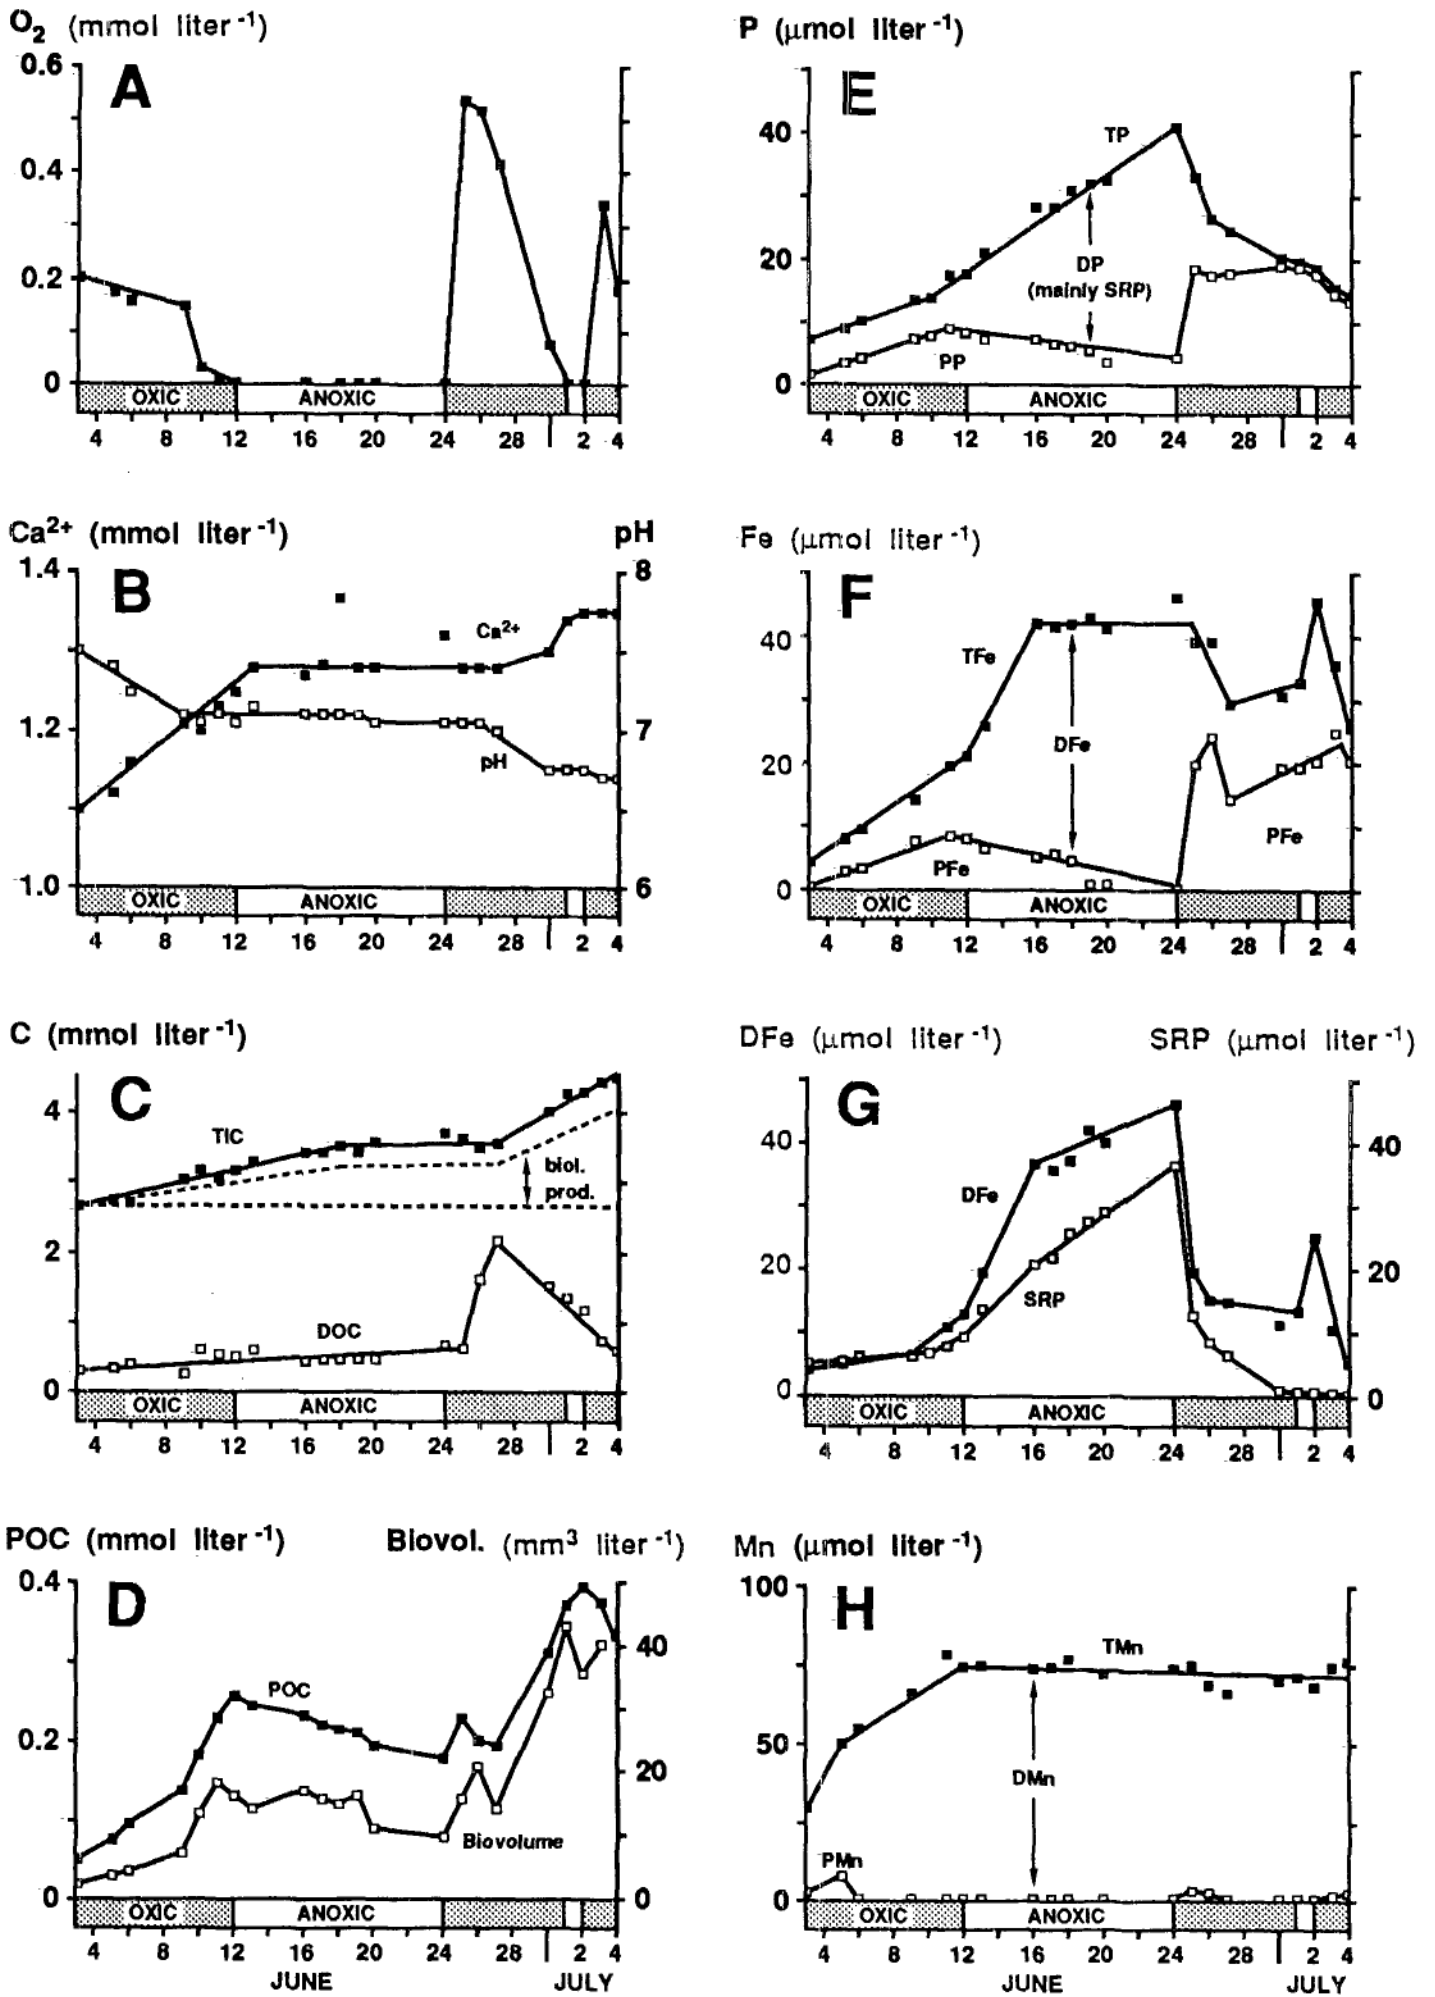 O2 (mmol liter -1)
A
0.6
0.4
0.2
0
OXIC ANOXIC
4 8 12 16 20 24 28 2 4
Ca2+ (mmol liter -1) pH
B
1.4
1.2
1.0
8
7
6
Ca2+
pH
OXIC ANOXIC
4 8 12 16 20 24 28 2 4
C (mmol liter -1)
C
4
2
0
TIC
biol.
prod.
DOC
OXIC ANOXIC
4 8 12 16 20 24 28 2 4
POC (mmol liter -1) Biovol. (mm3 liter -1)
D
0.4
0.2
0
40
20
0
POC
Biovolume
OXIC ANOXIC
4 8 12 16 20 24 28 2 4
JUNE JULY
P (µmol liter -1)
E
40
20
0
TP
DP
(mainly SRP)
PP
OXIC ANOXIC
4 8 12 16 20 24 28 2 4
Fe (µmol liter -1)
F
40
20
0
TFe
DFe
PFe
PFe
OXIC ANOXIC
4 8 12 16 20 24 28 2 4
DFe (µmol liter -1) SRP (µmol liter -1)
G
40
20
0
40
20
0
DFe
SRP
OXIC ANOXIC
4 8 12 16 20 24 28 2 4
Mn (µmol liter -1)
H
100
50
0
TMn
DMn
PMn
OXIC ANOXIC
4 8 12 16 20 24 28 2 4
JUNE JULY